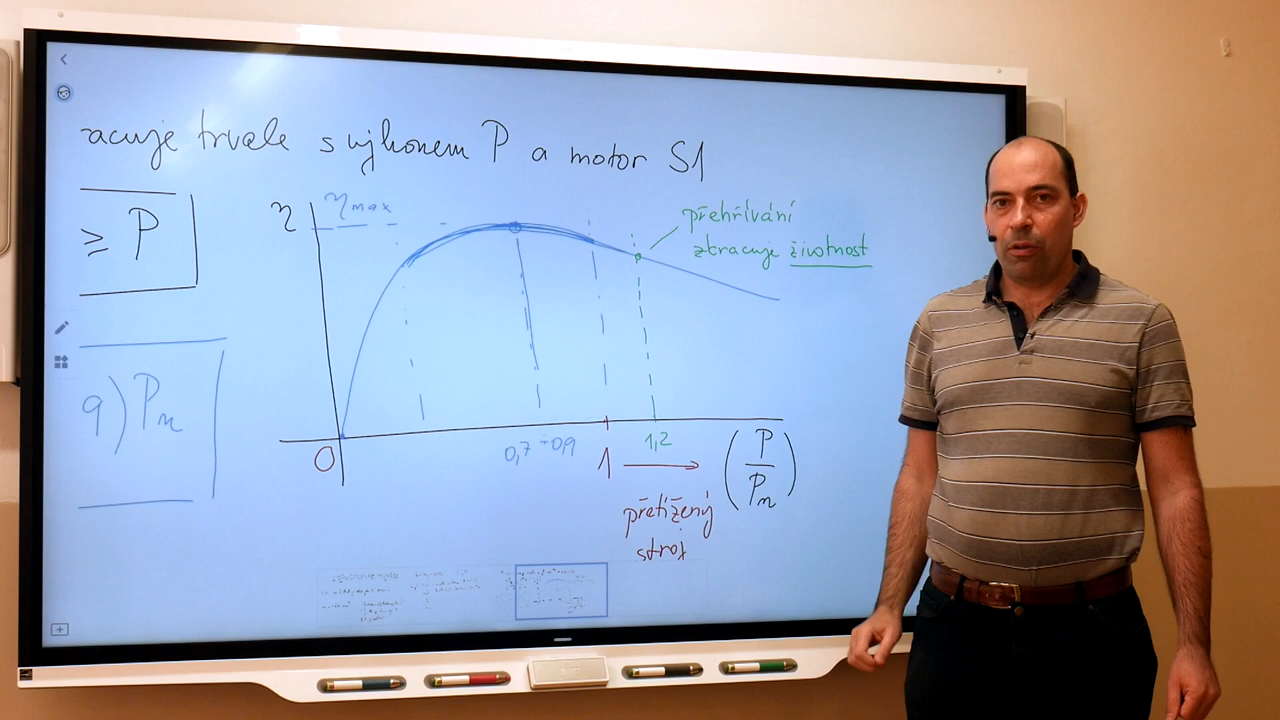 acuje trvale s výkonem P a motor S1
≥ P
9) Pn
η
ηmax
přehřívání
zkracuje životnost
0
0,7 ÷ 0,9
1
1,2
(P/Pn)
přetížený
stroj